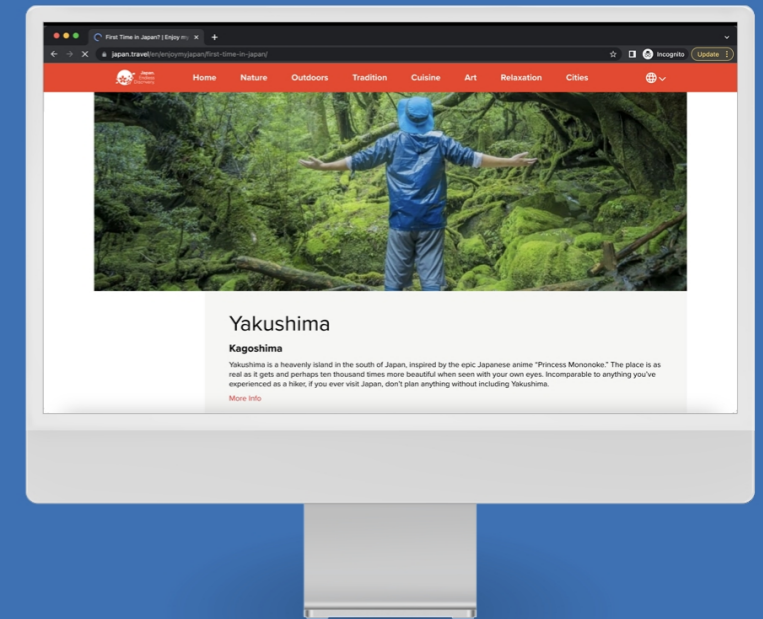 First Time in Japan? | Enjoy my
japan.travel/en/enjoymyjapan/first-time-in-japan/
Incognito
Update
Japan
Endless
Discovery
Home Nature Outdoors Tradition Cuisine Art Relaxation Cities
Yakushima
Kagoshima
Yakushima is a heavenly island in the south of Japan, inspired by the epic Japanese anime "Princess Mononoke." The place is as
real as it gets and perhaps ten thousand times more beautiful when seen with your own eyes. Incomparable to anything you've
experienced as a hiker, if you ever visit Japan, don't plan anything without including Yakushima.
More info